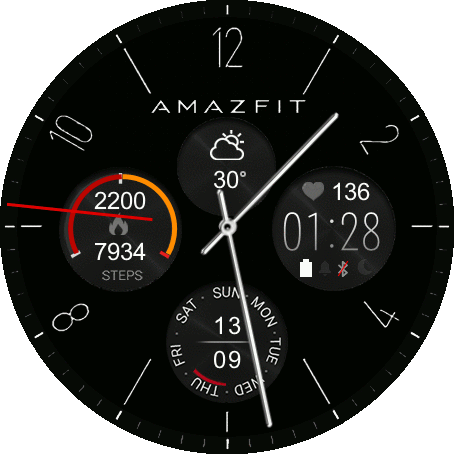 12
AMAZFIT
10
2
30°
2200
136
01:28
7934
STEPS
8
4
SUN
MON
TUE
WED
THU
FRI
SAT
13
09